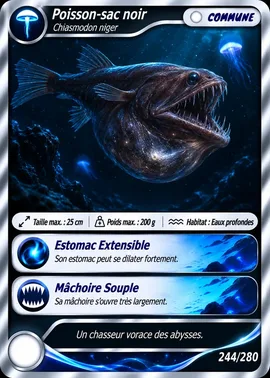 Poisson-sac noir
COMMUNE
Chiasmodon niger
Taille max. : 25 cm
Poids max. : 200 g
Habitat : Eaux profondes
Estomac Extensible
Son estomac peut se dilater fortement.
Mâchoire Souple
Sa mâchoire s'ouvre très largement.
Un chasseur vorace des abysses.
244/280